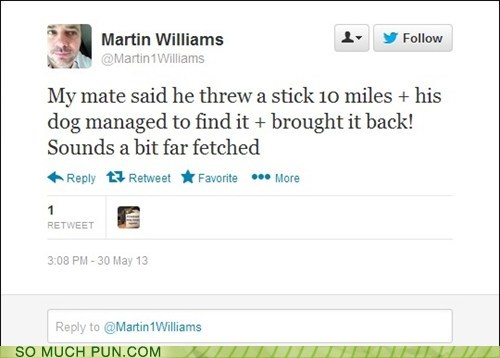 Martin Williams
@Martin1Williams
Follow
My mate said he threw a stick 10 miles + his
dog managed to find it + brought it back!
Sounds a bit far fetched
Reply Retweet Favorite More
1
RETWEET
3:08 PM - 30 May 13
Reply to @Martin1Williams
SO MUCH PUN.COM